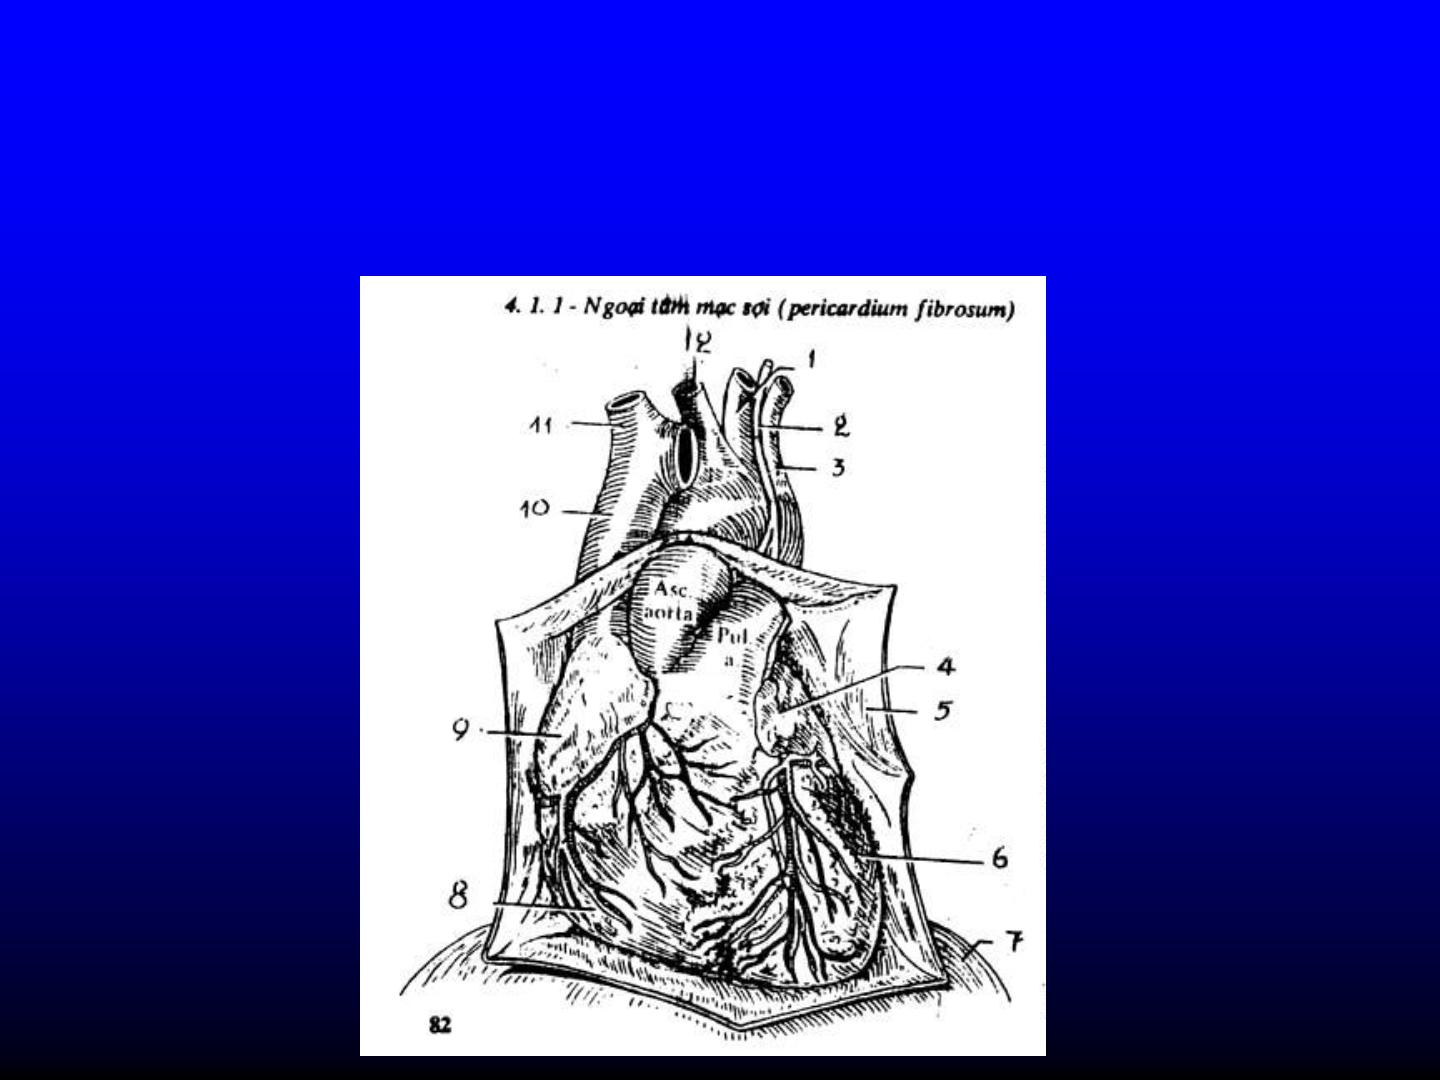 4. 1. 1 - Ngoại tâm mạc sợi (pericardium fibrosum)
12
1
11
2
3
10
Asc.
aorta
Pul.
a.
4
5
9
6
8
7
82